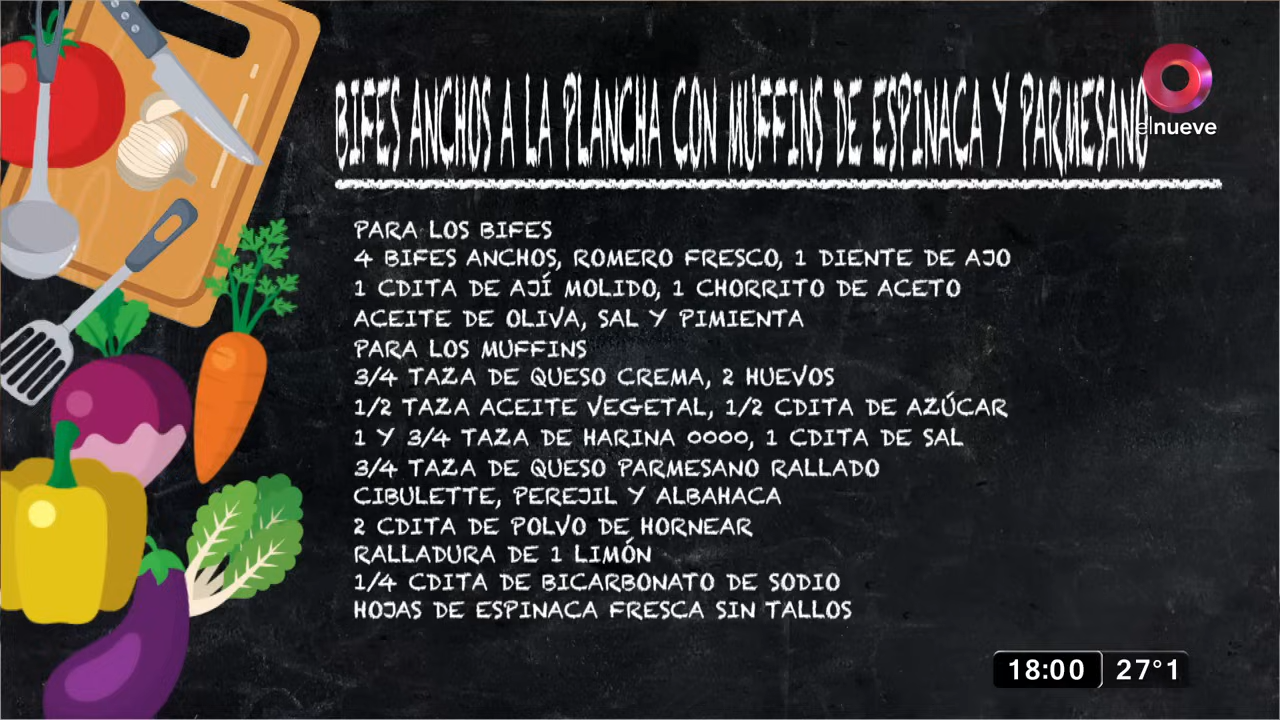 BIFES ANCHOS A LA PLANCHA CON MUFFINS DE ESPINACA Y PARMESANO
elnueve
PARA LOS BIFES
4 BIFES ANCHOS, ROMERO FRESCO, 1 DIENTE DE AJO
1 CDITA DE AJÍ MOLIDO, 1 CHORRITO DE ACETO
ACEITE DE OLIVA, SAL Y PIMIENTA
PARA LOS MUFFINS
3/4 TAZA DE QUESO CREMA, 2 HUEVOS
1/2 TAZA ACEITE VEGETAL, 1/2 CDITA DE AZÚCAR
1 Y 3/4 TAZA DE HARINA 0000, 1 CDITA DE SAL
3/4 TAZA DE QUESO PARMESANO RALLADO
CIBULETTE, PEREJIL Y ALBAHACA
2 CDITA DE POLVO DE HORNEAR
RALLADURA DE 1 LIMÓN
1/4 CDITA DE BICARBONATO DE SODIO
HOJAS DE ESPINACA FRESCA SIN TALLOS
18:00 27°1